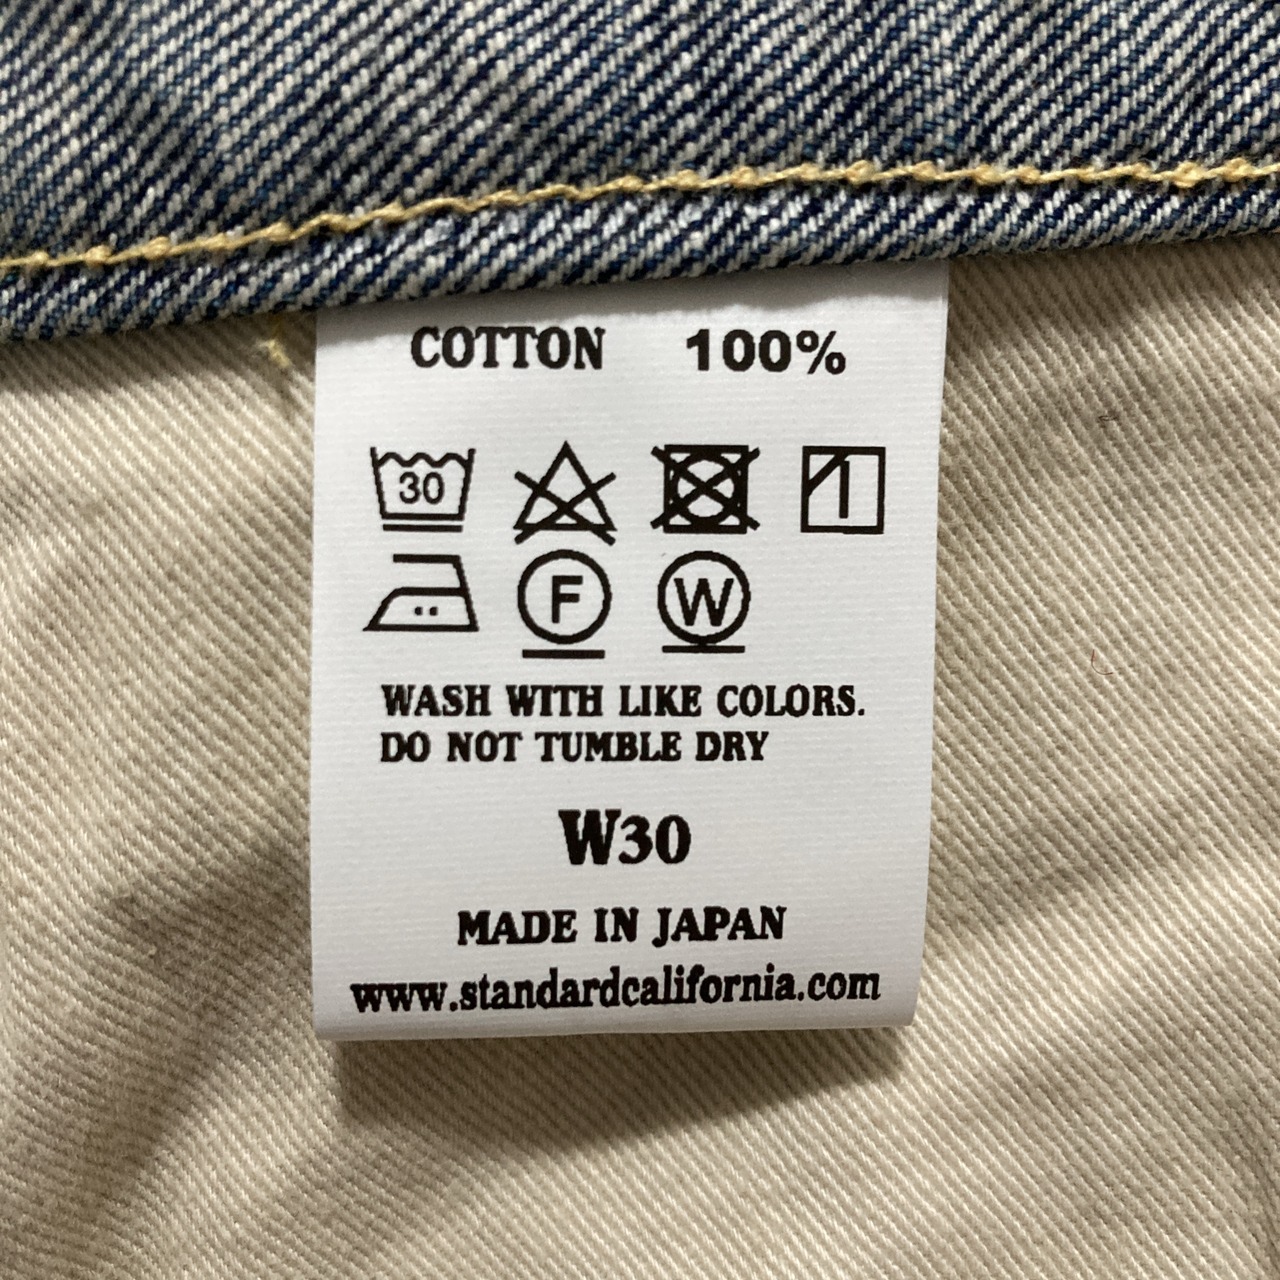 COTTON 100%
30
F W
WASH WITH LIKE COLORS.
DO NOT TUMBLE DRY
W30
MADE IN JAPAN
www.standardcalifornia.com